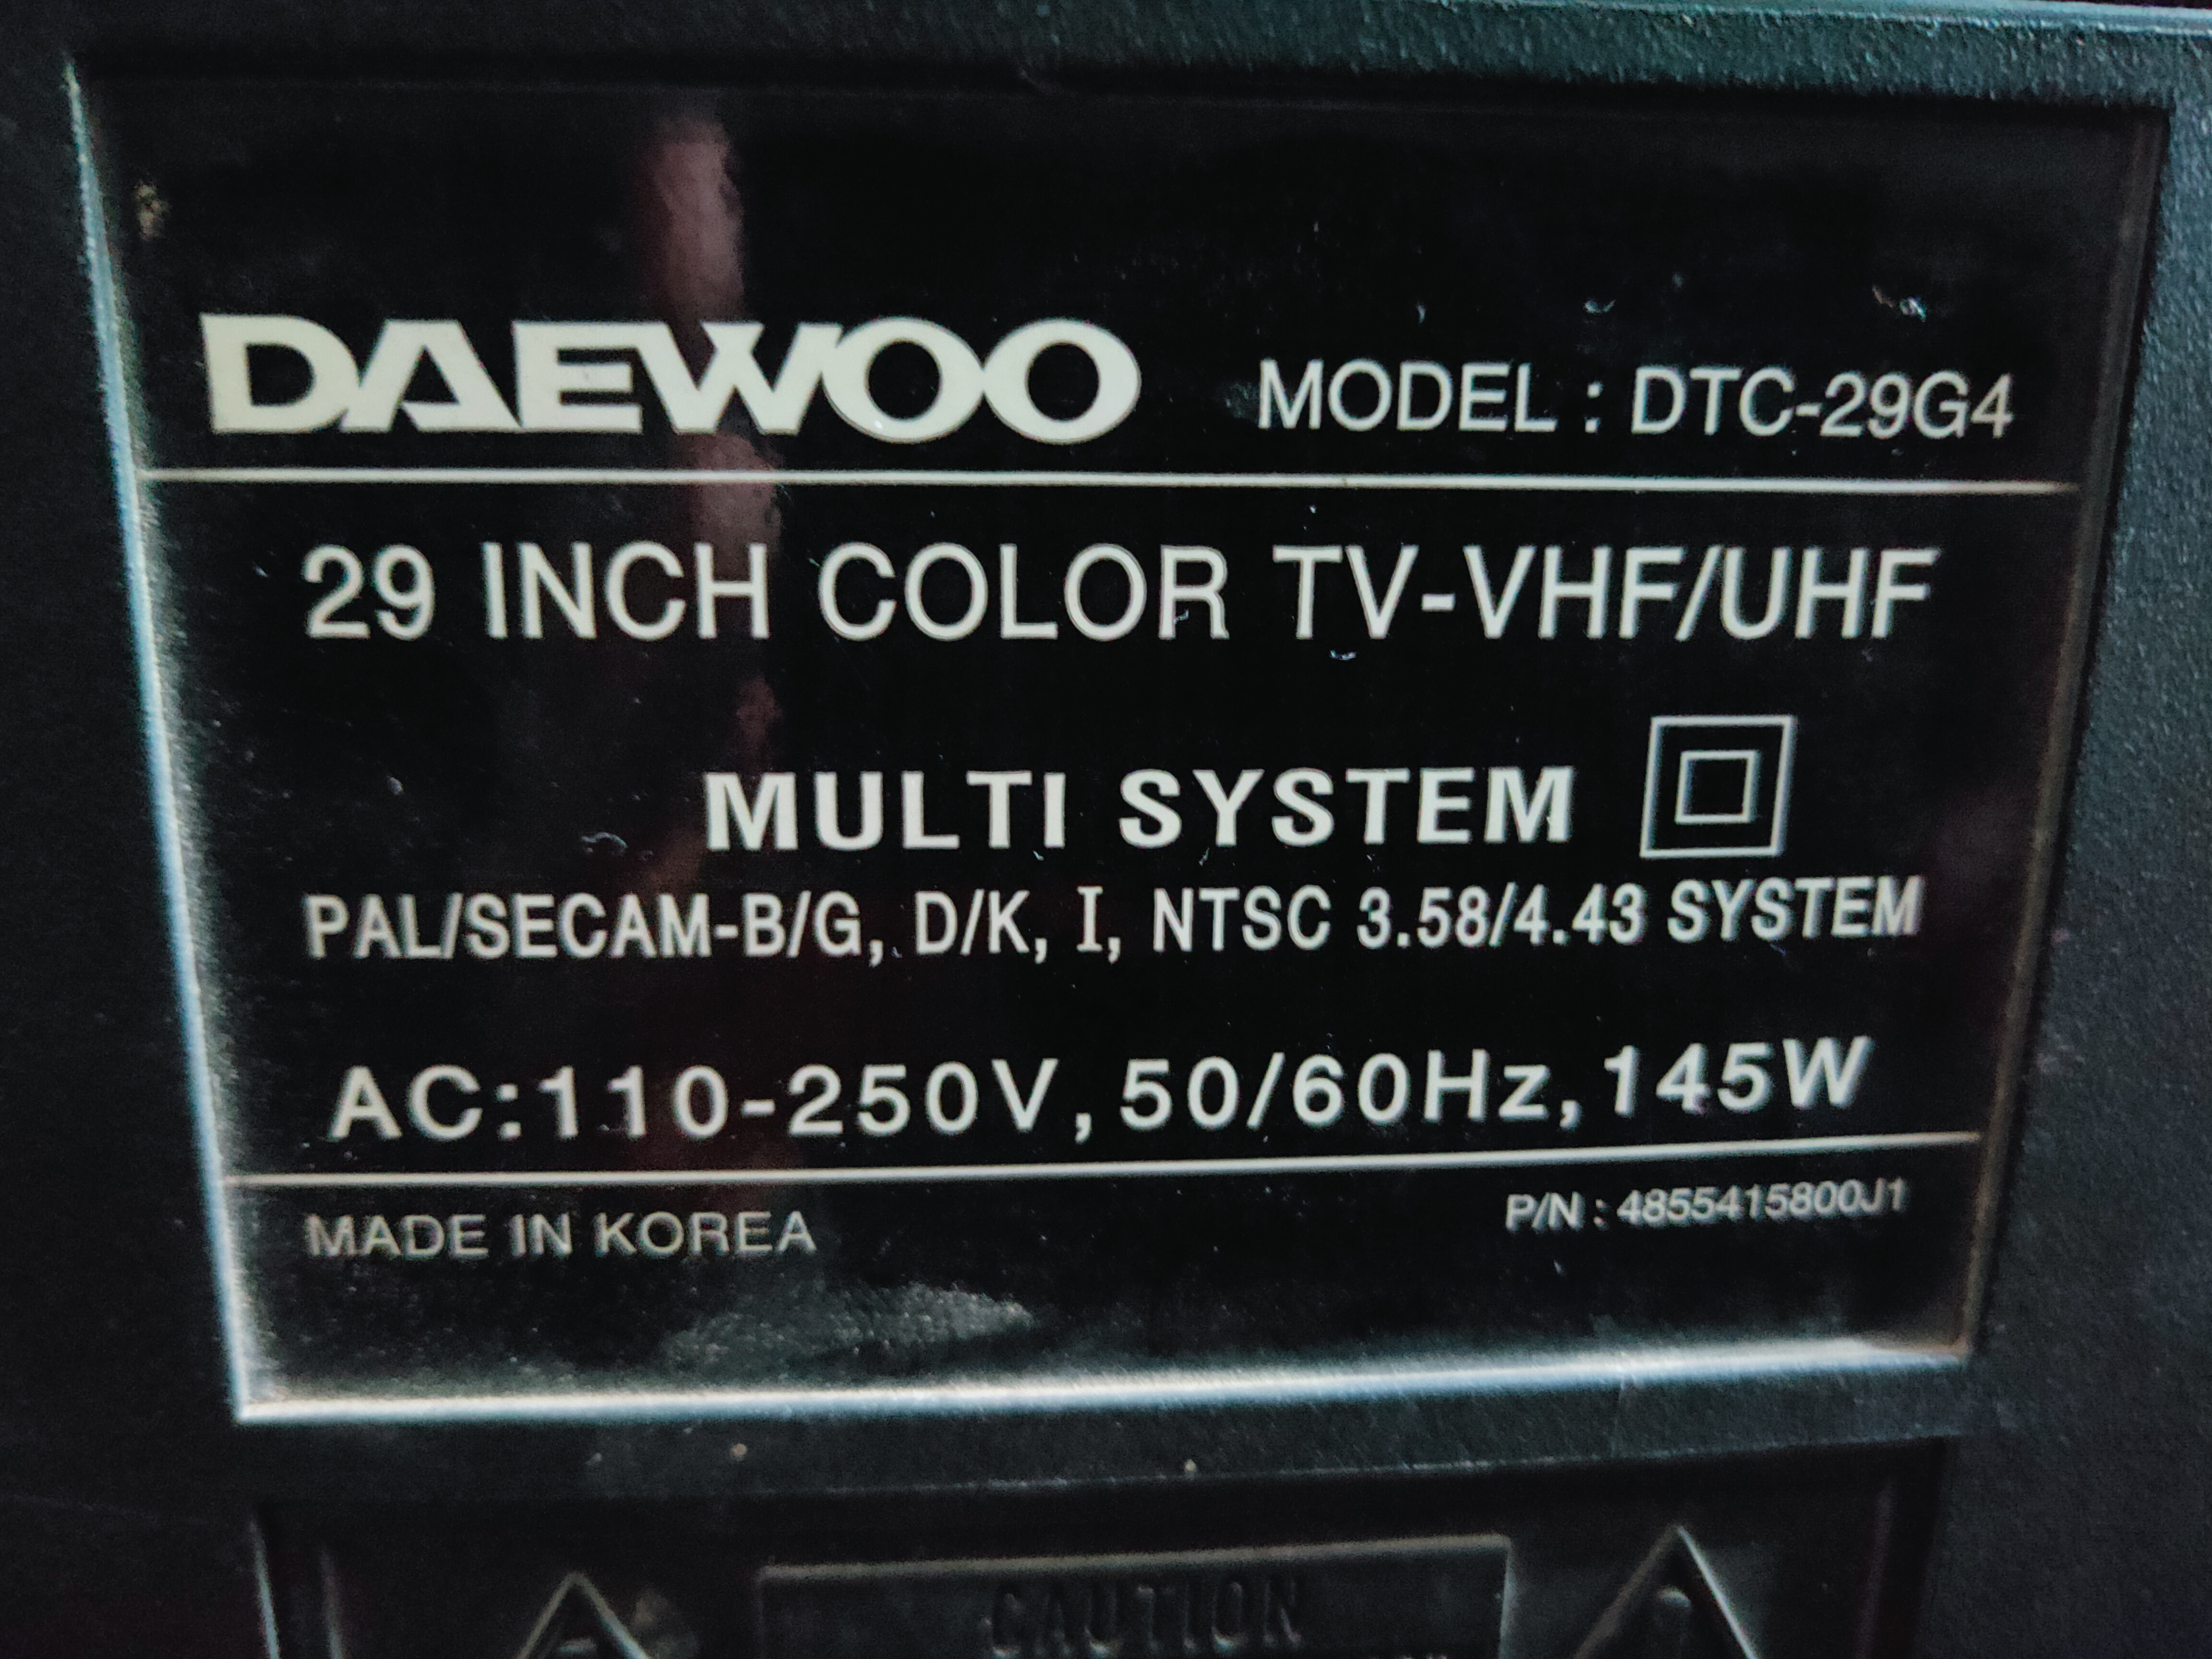 DAEWOO MODEL : DTC-29G4
29 INCH COLOR TV-VHF/UHF
MULTI SYSTEM
PAL/SECAM-B/G, D/K, I, NTSC 3.58/4.43 SYSTEM
AC:110-250V, 50/60Hz, 145W
MADE IN KOREA P/N : 4855415800J1
CAUTION